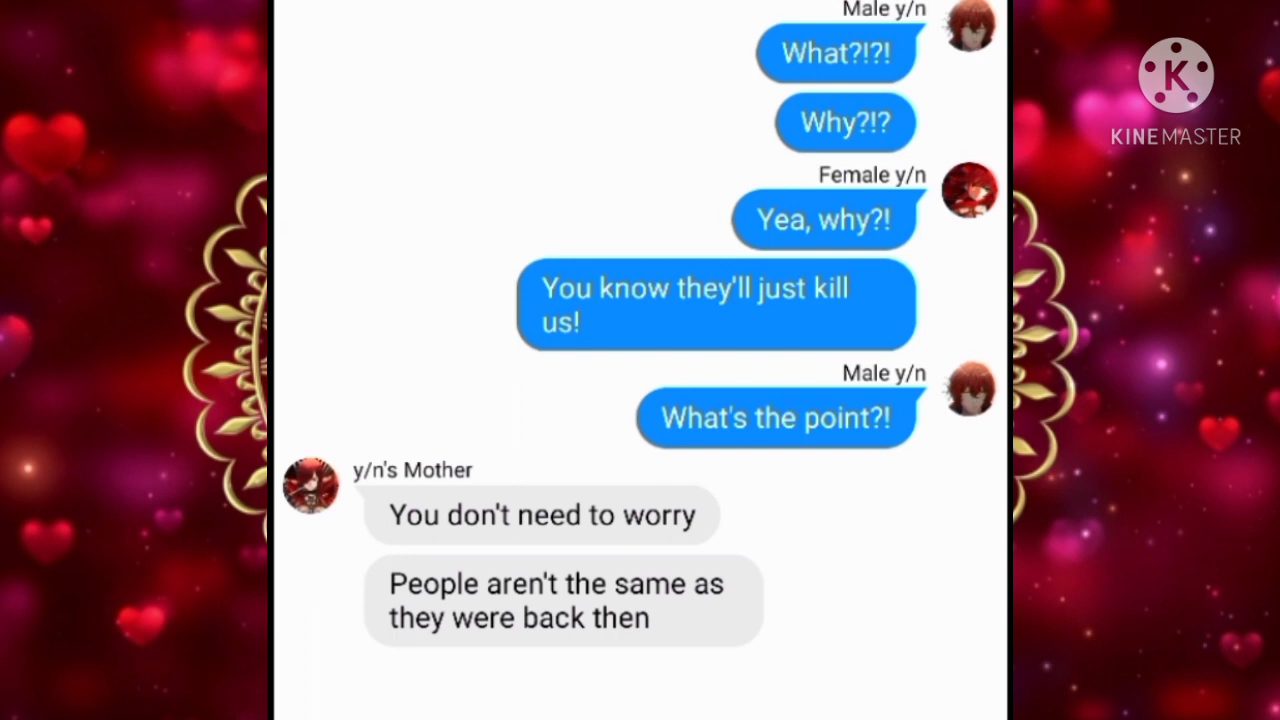 Male y/n
What?!?!
Why?!?
Female y/n
Yea, why?!
You know they'll just kill
us!
Male y/n
What's the point?!
y/n's Mother
You don't need to worry
People aren't the same as
they were back then
K
KINEMASTER